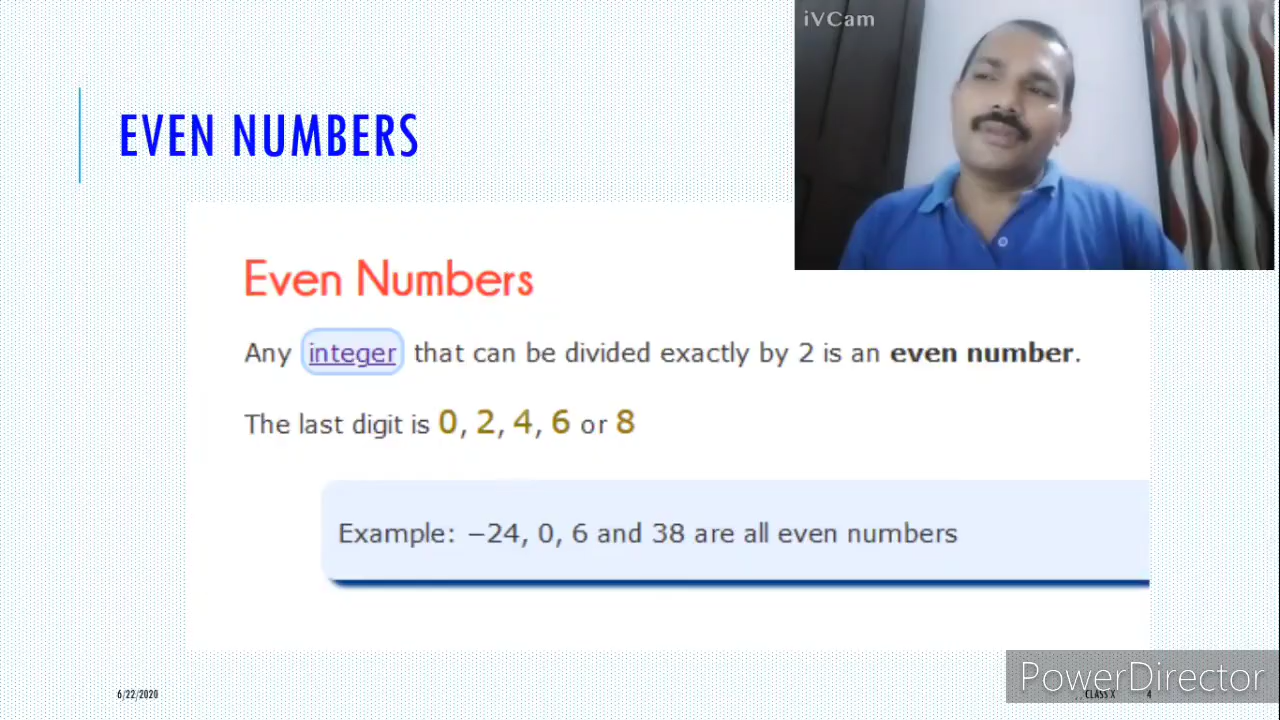 iVCam
EVEN NUMBERS
Even Numbers
Any integer that can be divided exactly by 2 is an even number.
The last digit is 0, 2, 4, 6 or 8
Example: −24, 0, 6 and 38 are all even numbers
PowerDirector
6/22/2020 CLASS X 4